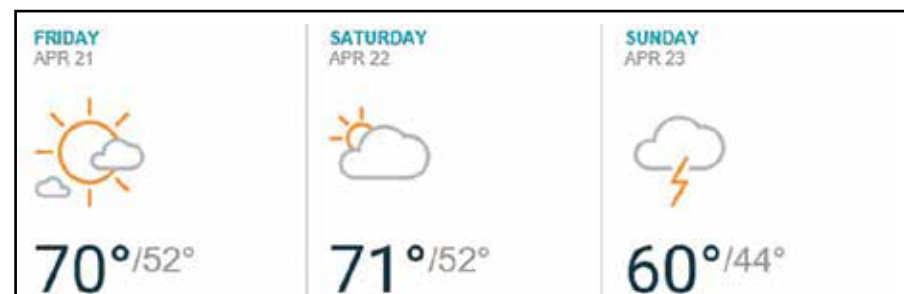 FRIDAY
APR 21
70°/52°
SATURDAY
APR 22
71°/52°
SUNDAY
APR 23
60°/44°